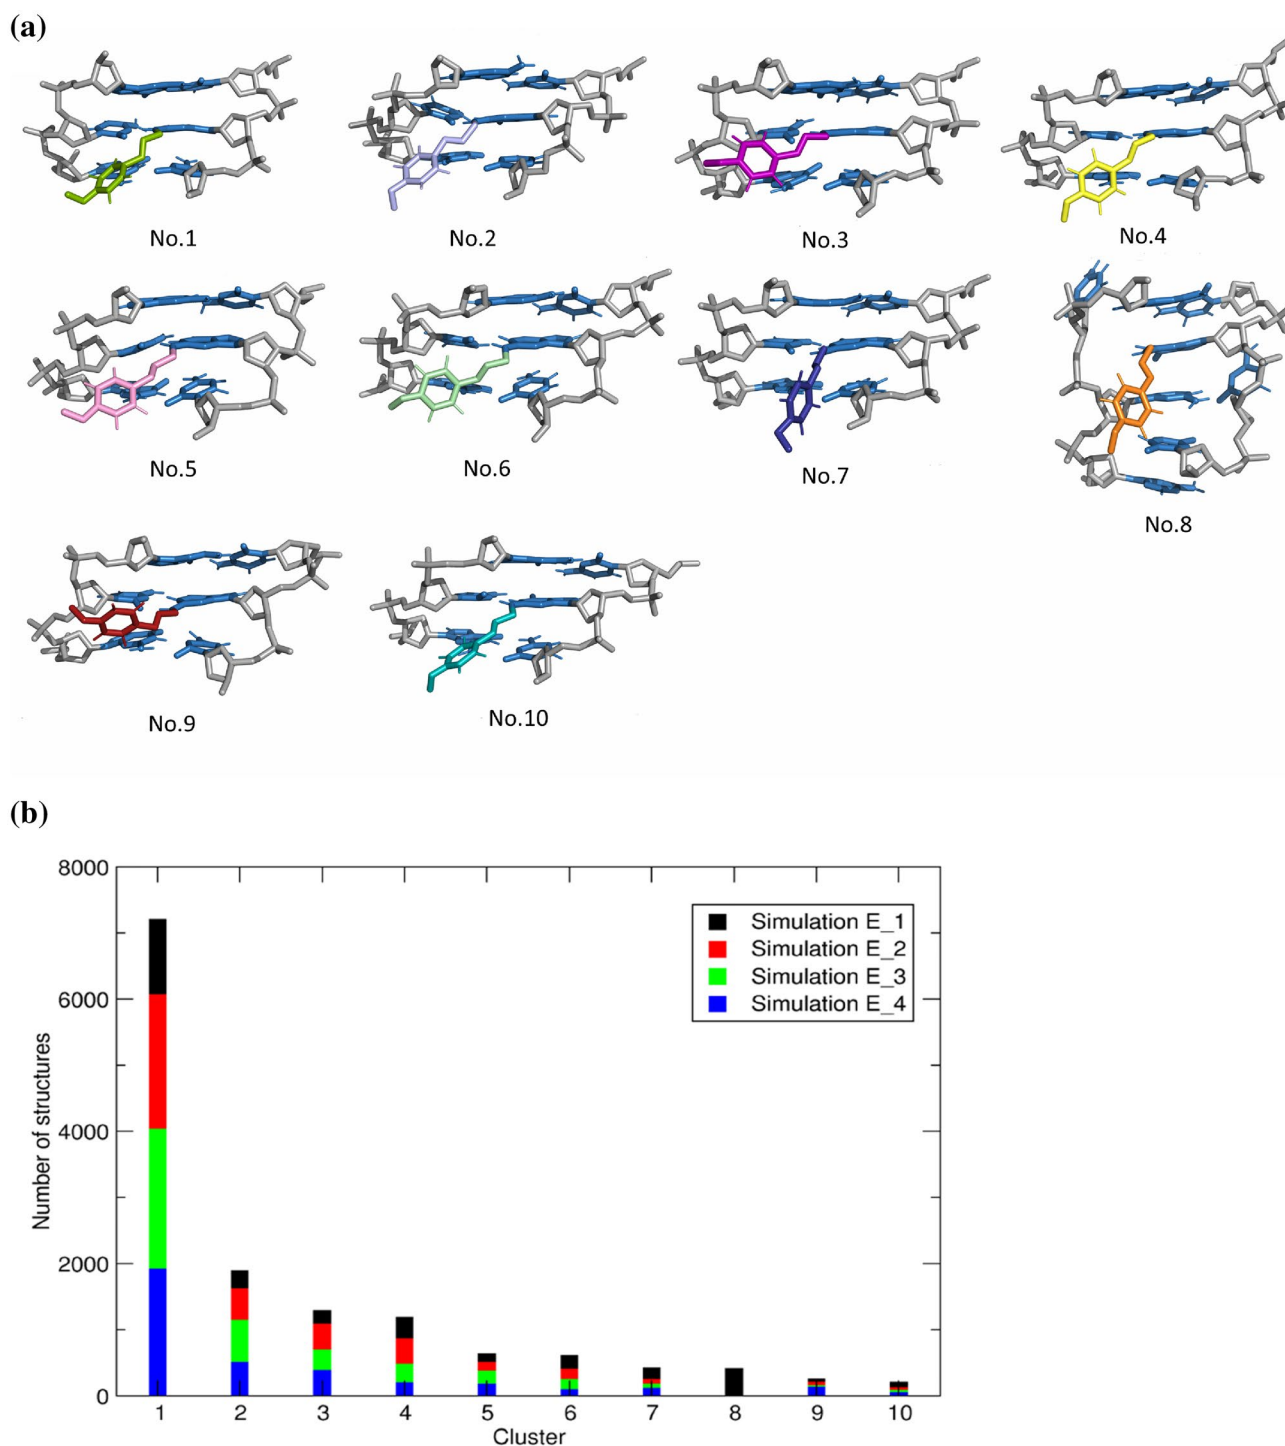 (a)
No.1 No.2 No.3 No.4
No.5 No.6 No.7 No.8
No.9 No.10
(b)
8000
6000
4000
2000
0
Number of structures
Simulation E_1
Simulation E_2
Simulation E_3
Simulation E_4
1 2 3 4 5 6 7 8 9 10
Cluster